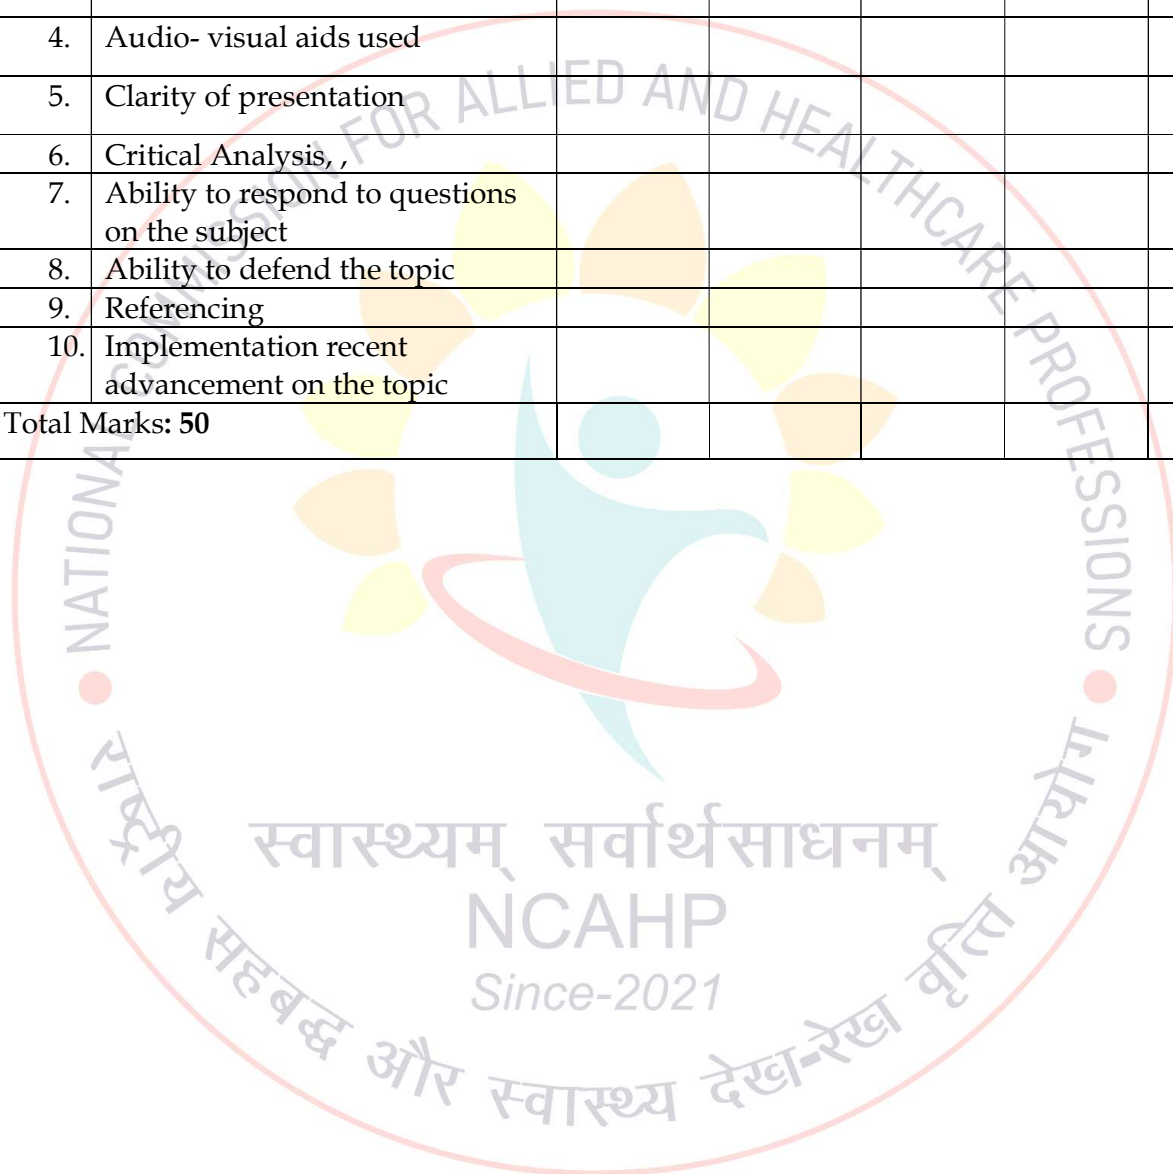 4. Audio- visual aids used
5. Clarity of presentation
6. Critical Analysis, ,
7. Ability to respond to questions
on the subject
8. Ability to defend the topic
9. Referencing
10. Implementation recent
advancement on the topic
Total Marks: 50
NATIONAL COMMISSION FOR ALLIED AND HEALTHCARE PROFESSIONS
स्वास्थ्यम् सर्वार्थसाधनम्
NCAHP
Since-2021
राष्ट्रीय सहबद्ध और स्वास्थ्य देख-रेख वृत्ति आयोग